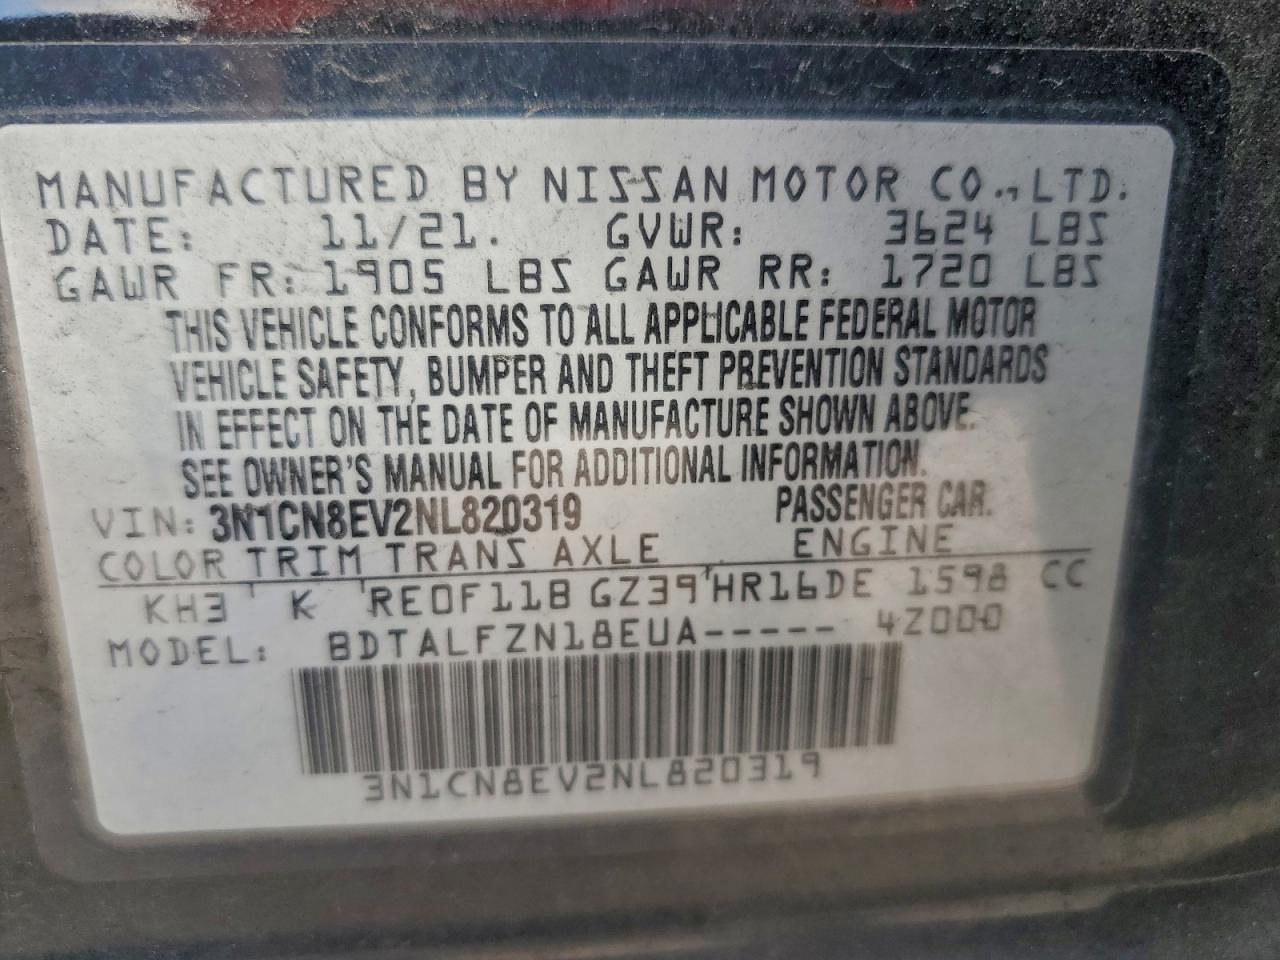 MANUFACTURED BY NISSAN MOTOR CO., LTD.
DATE: 11/21. GVWR: 3624 LBS
GAWR FR: 1905 LBS GAWR RR: 1720 LBS
THIS VEHICLE CONFORMS TO ALL APPLICABLE FEDERAL MOTOR
VEHICLE SAFETY, BUMPER AND THEFT PREVENTION STANDARDS
IN EFFECT ON THE DATE OF MANUFACTURE SHOWN ABOVE.
SEE OWNER'S MANUAL FOR ADDITIONAL INFORMATION.
VIN: 3N1CN8EV2NL820319 PASSENGER CAR.
COLOR TRIM TRANS AXLE ENGINE
KH3 K RE0F11B GZ39 HR16DE 1598 CC
MODEL: BDTALFZN18EUA----- 4Z000
3N1CN8EV2NL820319